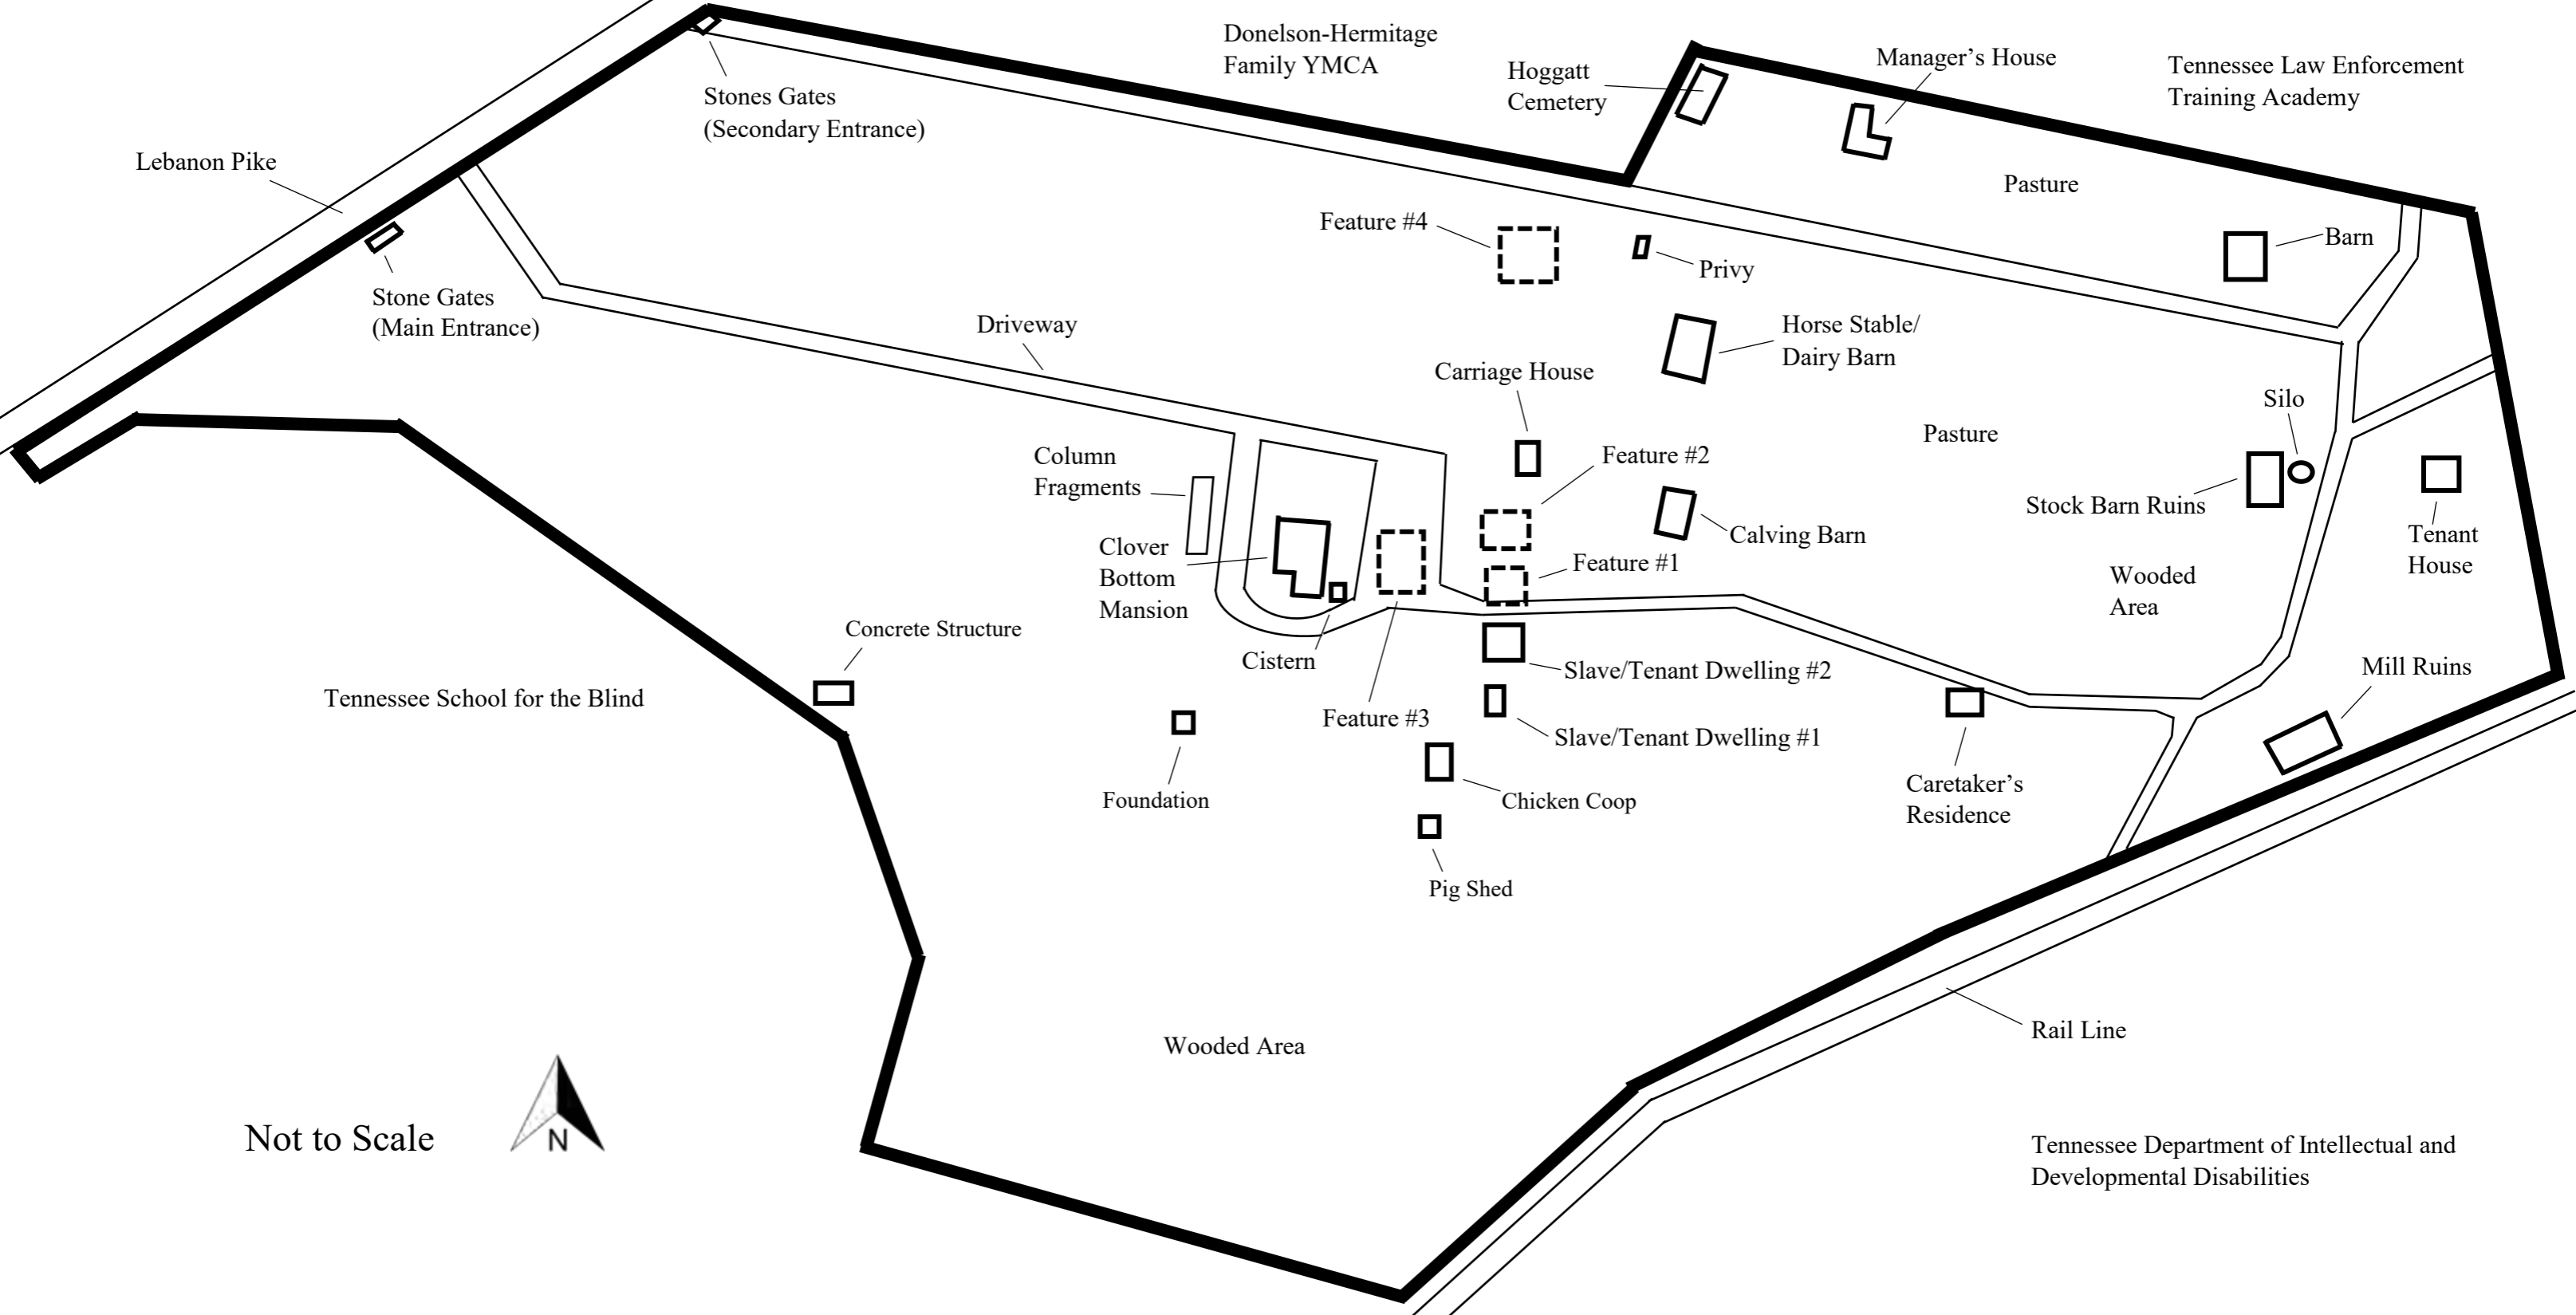 Donelson-Hermitage
Family YMCA
Hoggatt
Cemetery
Manager’s House
Tennessee Law Enforcement
Training Academy
Stones Gates
(Secondary Entrance)
Lebanon Pike
Pasture
Feature #4
Privy
Barn
Stone Gates
(Main Entrance)
Driveway
Horse Stable/
Dairy Barn
Carriage House
Silo
Pasture
Column
Fragments
Feature #2
Stock Barn Ruins
Calving Barn
Tenant
House
Clover
Bottom
Mansion
Feature #1
Wooded
Area
Concrete Structure
Cistern
Slave/Tenant Dwelling #2
Mill Ruins
Tennessee School for the Blind
Feature #3
Slave/Tenant Dwelling #1
Foundation
Chicken Coop
Caretaker’s
Residence
Pig Shed
Rail Line
Wooded Area
Not to Scale
N
Tennessee Department of Intellectual and
Developmental Disabilities